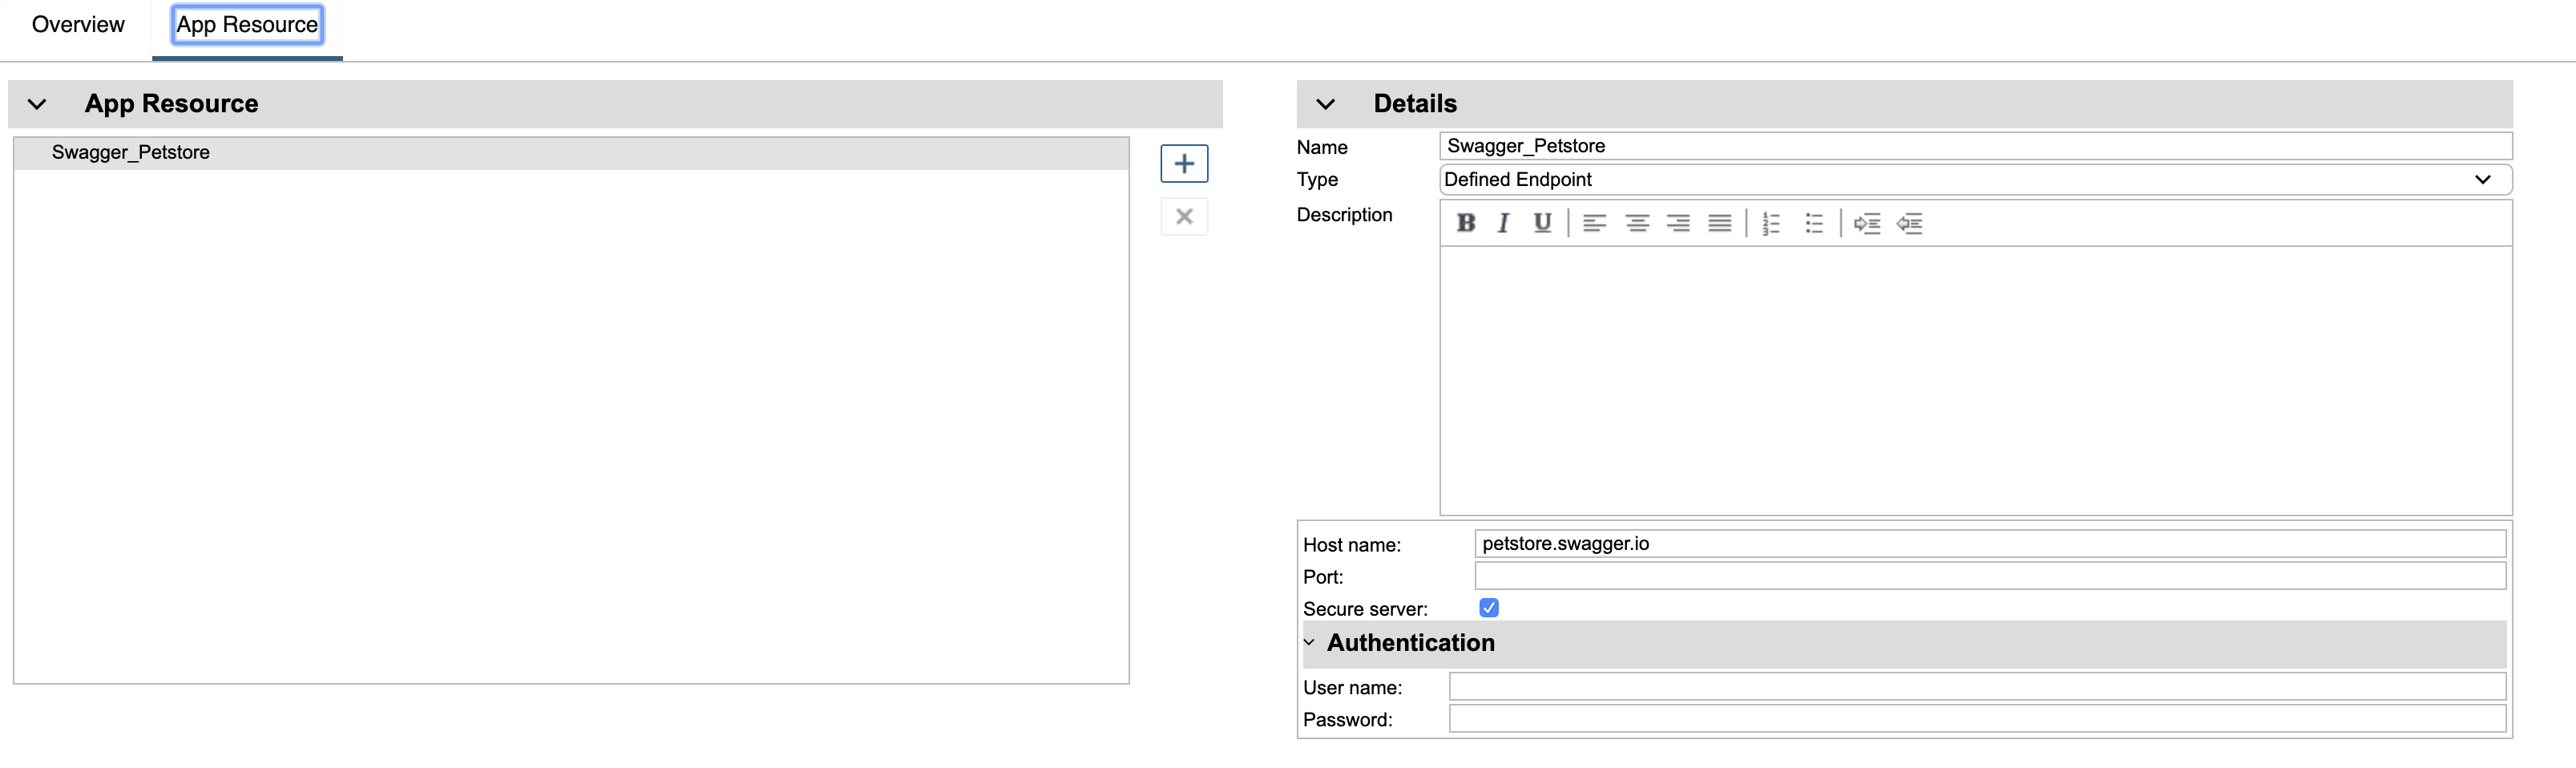 Overview
App Resource
App Resource
Swagger_Petstore
Details
Name
Swagger_Petstore
Type
Defined Endpoint
Description
B I U
Host name:
petstore.swagger.io
Port:
Secure server:
Authentication
User name:
Password: